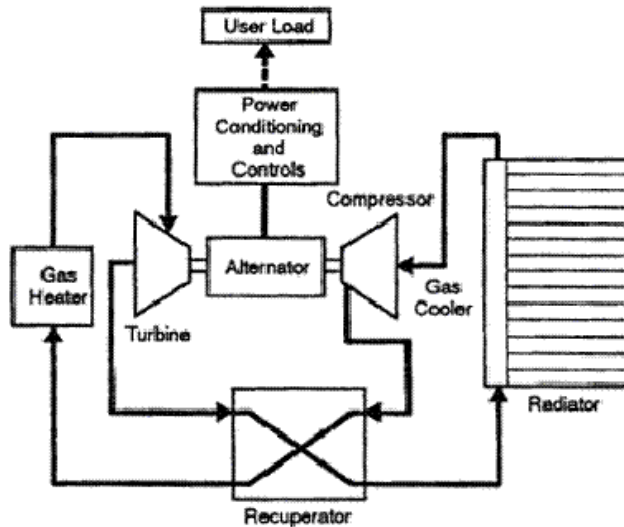 User Load
Power
Conditioning
and
Controls
Compressor
Gas
Heater
Alternator
Gas
Cooler
Turbine
Radiator
Recuperator